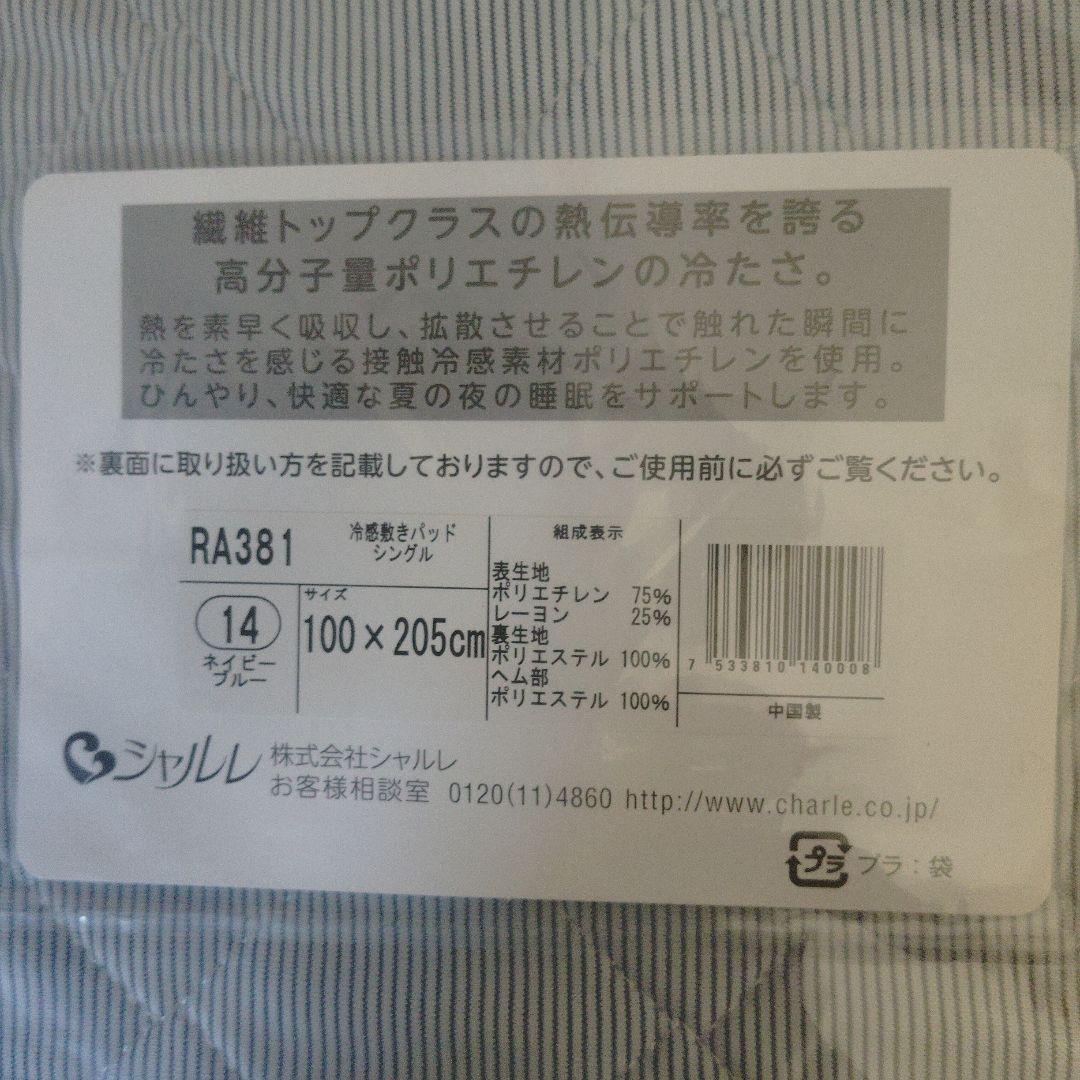 繊維トップクラスの熱伝導率を誇る
高分子量ポリエチレンの冷たさ。
熱を素早く吸収し、拡散させることで触れた瞬間に
冷たさを感じる接触冷感素材ポリエチレンを使用。
ひんやり、快適な夏の夜の睡眠をサポートします。
※裏面に取り扱い方を記載しておりますので、ご使用前に必ずご覧ください。
RA381
冷感敷きパッド
シングル
14
ネイビー
ブルー
サイズ
100×205cm
組成表示
表生地
ポリエチレン 75%
レーヨン 25%
裏生地
ポリエステル 100%
ヘム部
ポリエステル 100%
7 533810 140008
中国製
シャルレ
株式会社シャルレ
お客様相談室 0120(11)4860 http://www.charle.co.jp/
プラ
プラ:袋